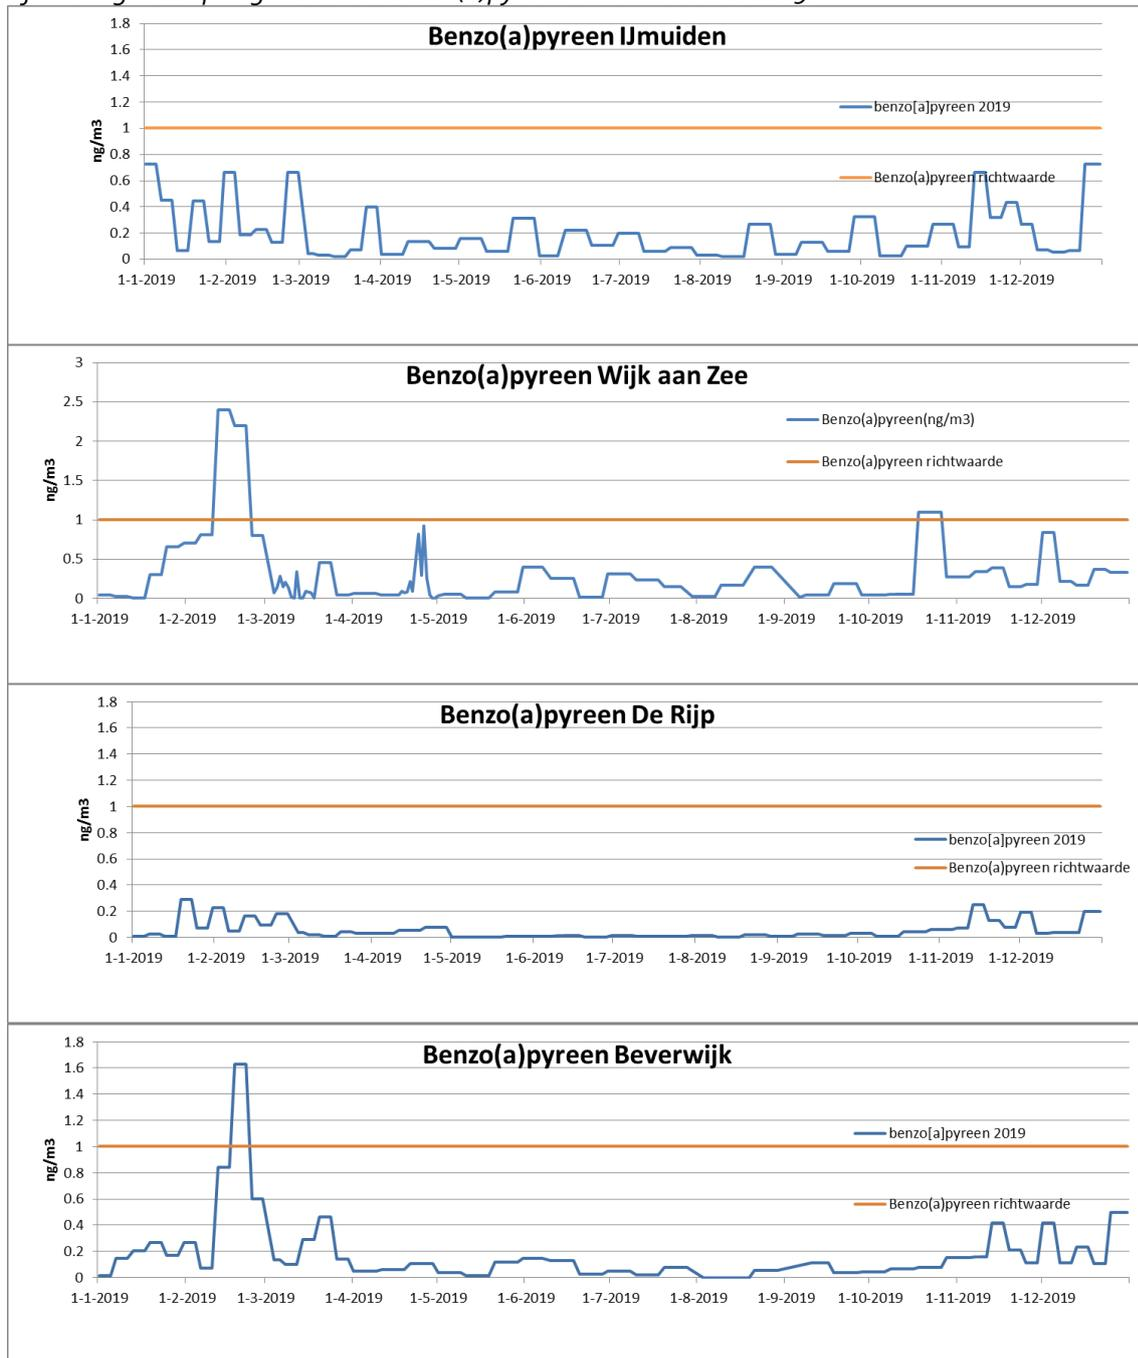 Benzo(a)pyreen IJmuiden
1.8
1.6
1.4
1.2
1
0.8
0.6
0.4
0.2
0
ng/m3
benzo[a]pyreen 2019
Benzo(a)pyreen richtwaarde
1-1-2019 1-2-2019 1-3-2019 1-4-2019 1-5-2019 1-6-2019 1-7-2019 1-8-2019 1-9-2019 1-10-2019 1-11-2019 1-12-2019
Benzo(a)pyreen Wijk aan Zee
3
2.5
2
1.5
1
0.5
0
ng/m3
Benzo(a)pyreen(ng/m3)
Benzo(a)pyreen richtwaarde
1-1-2019 1-2-2019 1-3-2019 1-4-2019 1-5-2019 1-6-2019 1-7-2019 1-8-2019 1-9-2019 1-10-2019 1-11-2019 1-12-2019
Benzo(a)pyreen De Rijp
1.8
1.6
1.4
1.2
1
0.8
0.6
0.4
0.2
0
ng/m3
benzo[a]pyreen 2019
Benzo(a)pyreen richtwaarde
1-1-2019 1-2-2019 1-3-2019 1-4-2019 1-5-2019 1-6-2019 1-7-2019 1-8-2019 1-9-2019 1-10-2019 1-11-2019 1-12-2019
Benzo(a)pyreen Beverwijk
1.8
1.6
1.4
1.2
1
0.8
0.6
0.4
0.2
0
ng/m3
benzo[a]pyreen 2019
Benzo(a)pyreen richtwaarde
1-1-2019 1-2-2019 1-3-2019 1-4-2019 1-5-2019 1-6-2019 1-7-2019 1-8-2019 1-9-2019 1-10-2019 1-11-2019 1-12-2019